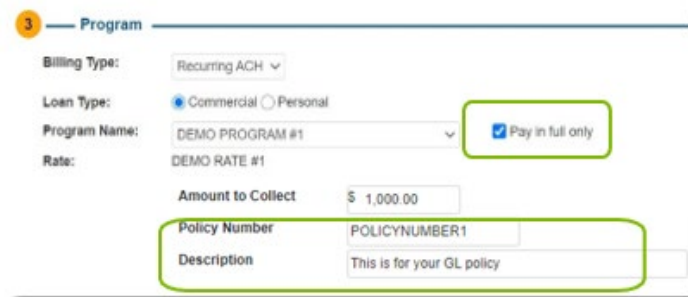 3 Program
Billing Type: Recurring ACH
Loan Type: Commercial Personal
Program Name: DEMO PROGRAM #1 Pay in full only
Rate: DEMO RATE #1
Amount to Collect $ 1,000.00
Policy Number POLICYNUMBER1
Description This is for your GL policy